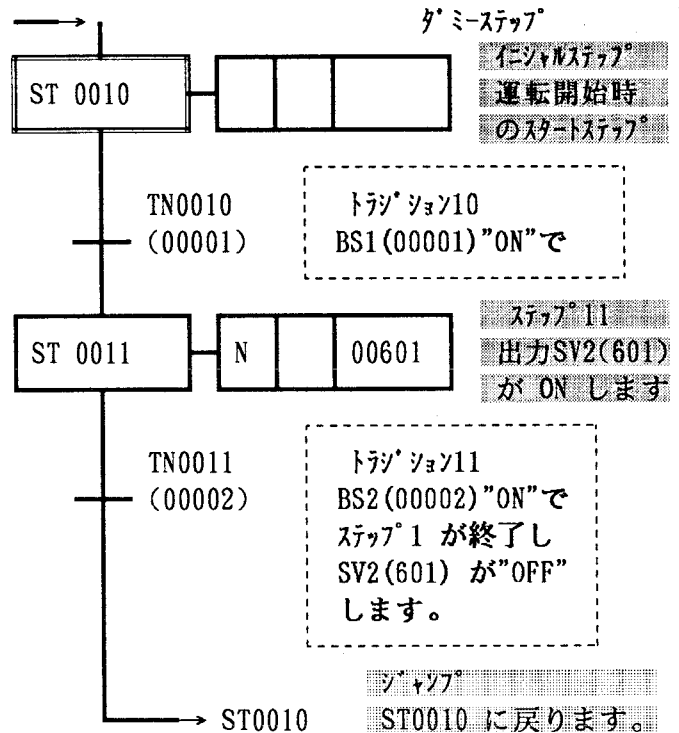 ﾀﾞﾐｰｽﾃｯﾌﾟ
ｲﾆｼｬﾙｽﾃｯﾌﾟ
ST 0010
運転開始時
のｽﾀｰﾄｽﾃｯﾌﾟ
TN0010
(00001)
ﾄﾗｼﾞｼｮﾝ10
BS1(00001)"ON"で
ST 0011
N
00601
ｽﾃｯﾌﾟ11
出力SV2(601)
が ON します
TN0011
(00002)
ﾄﾗｼﾞｼｮﾝ11
BS2(00002)"ON"で
ｽﾃｯﾌﾟ1 が終了し
SV2(601) が"OFF"
します。
ｼﾞｬﾝﾌﾟ
ST0010
ST0010 に戻ります。